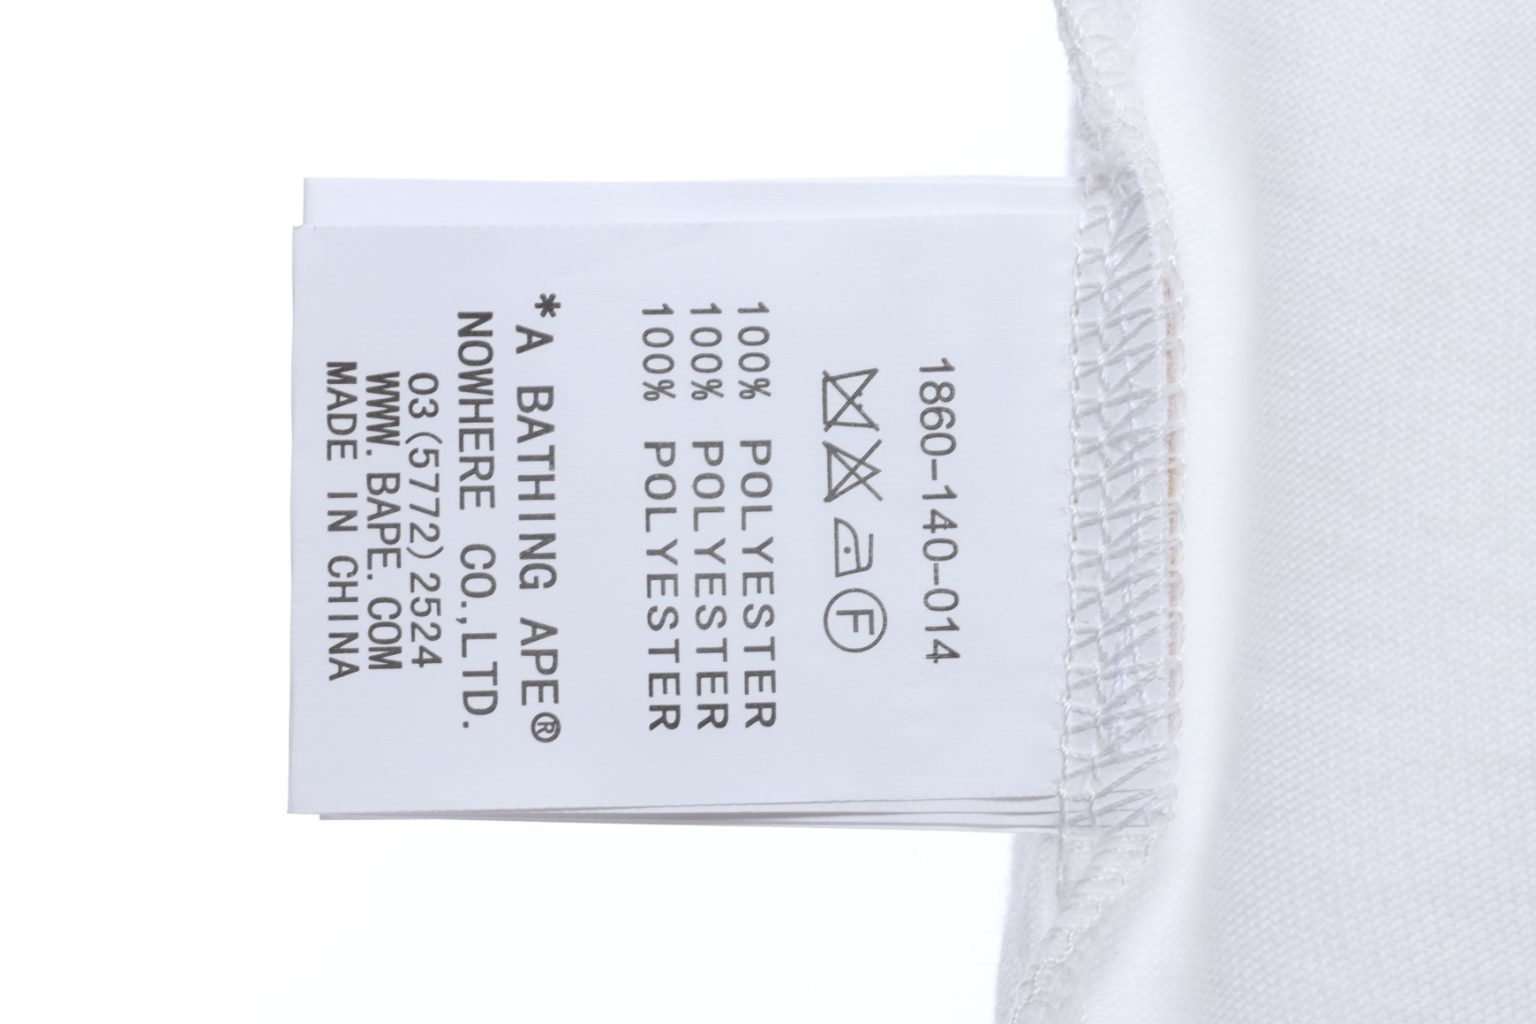 1860-140-014
F
100% POLYESTER
100% POLYESTER
100% POLYESTER
*A BATHING APE®
NOWHERE CO.,LTD.
03(5772)2524
WWW.BAPE.COM
MADE IN CHINA